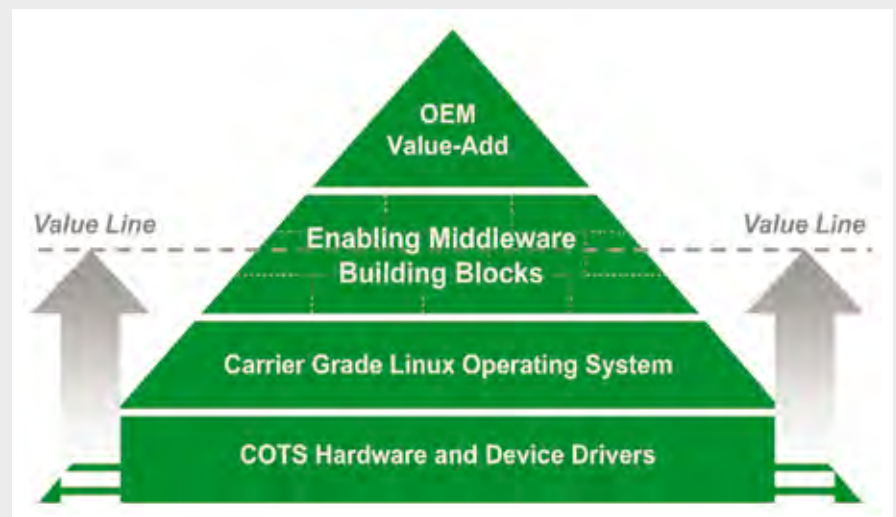 OEM
Value-Add
Value Line
Value Line
Enabling Middleware
Building Blocks
Carrier Grade Linux Operating System
COTS Hardware and Device Drivers